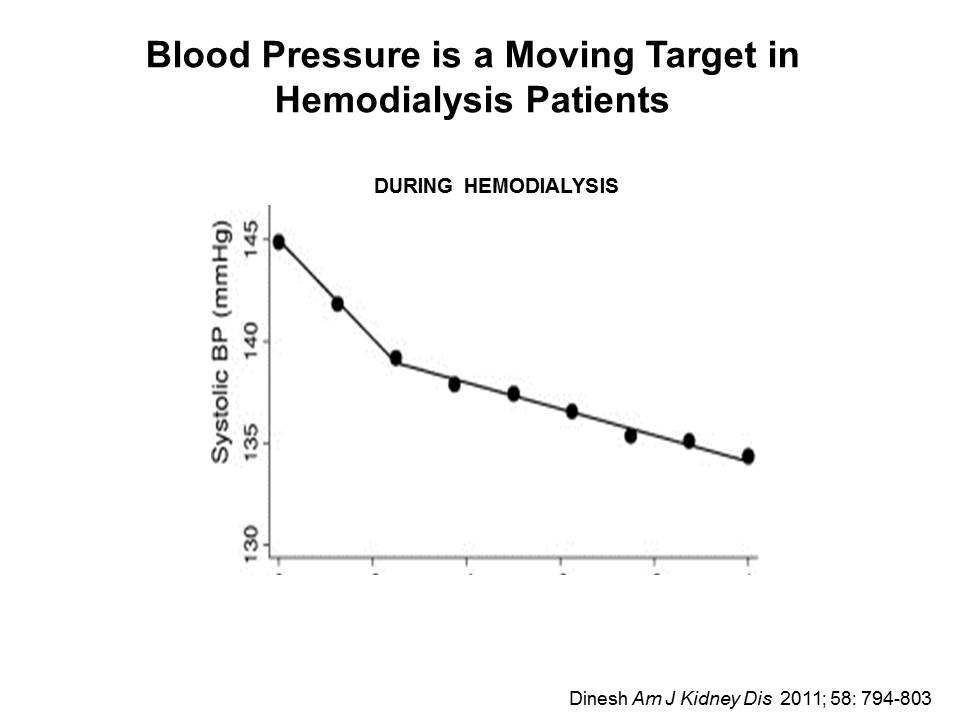 Blood Pressure is a Moving Target in
Hemodialysis Patients
DURING HEMODIALYSIS
Systolic BP (mmHg)
145
140
135
130
Dinesh Am J Kidney Dis 2011; 58: 794-803